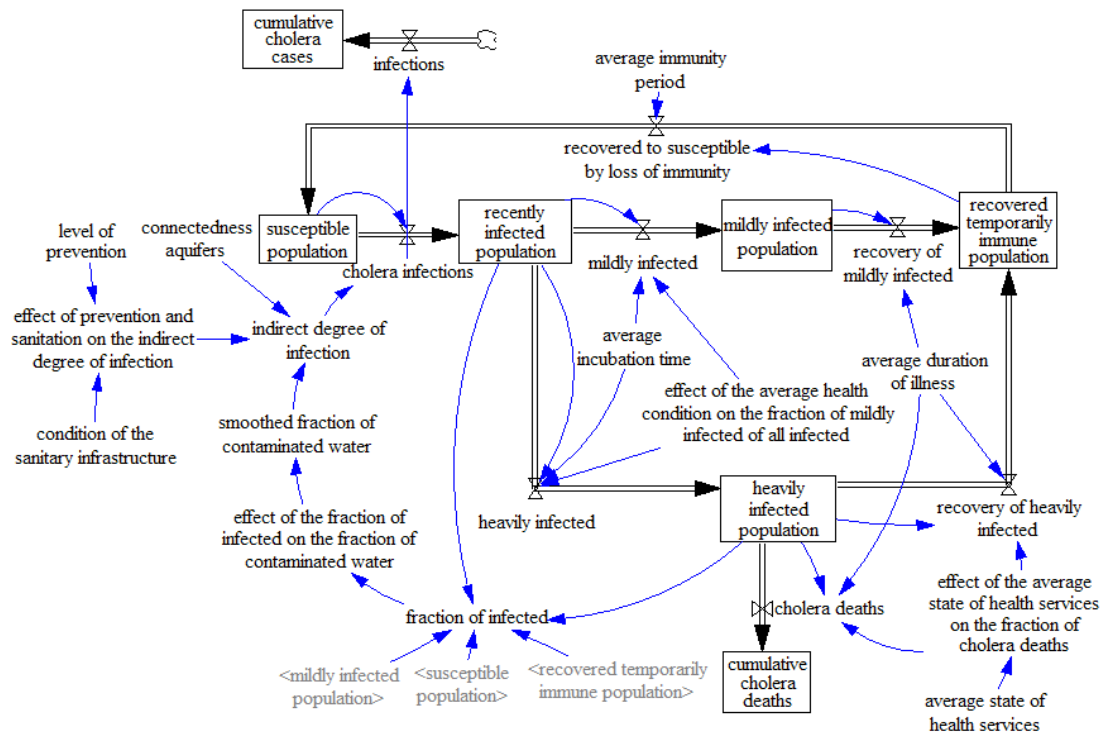 cumulative
cholera
cases
infections
average immunity
period
recovered to susceptible
by loss of immunity
level of
prevention
connectedness
aquifers
susceptible
population
cholera infections
recently
infected
population
mildly infected
mildly infected
population
recovery of
mildly infected
recovered
temporarily
immune
population
effect of prevention and
sanitation on the indirect
degree of infection
indirect degree of
infection
average
incubation time
average duration
of illness
condition of the
sanitary infrastructure
smoothed fraction of
contaminated water
effect of the average health
condition on the fraction of mildly
infected of all infected
effect of the fraction of
infected on the fraction of
contaminated water
heavily infected
heavily
infected
population
recovery of heavily
infected
fraction of infected
cholera deaths
effect of the average
state of health services
on the fraction of
cholera deaths
<mildly infected
population>
<susceptible
population>
<recovered temporarily
immune population>
cumulative
cholera
deaths
average state of
health services